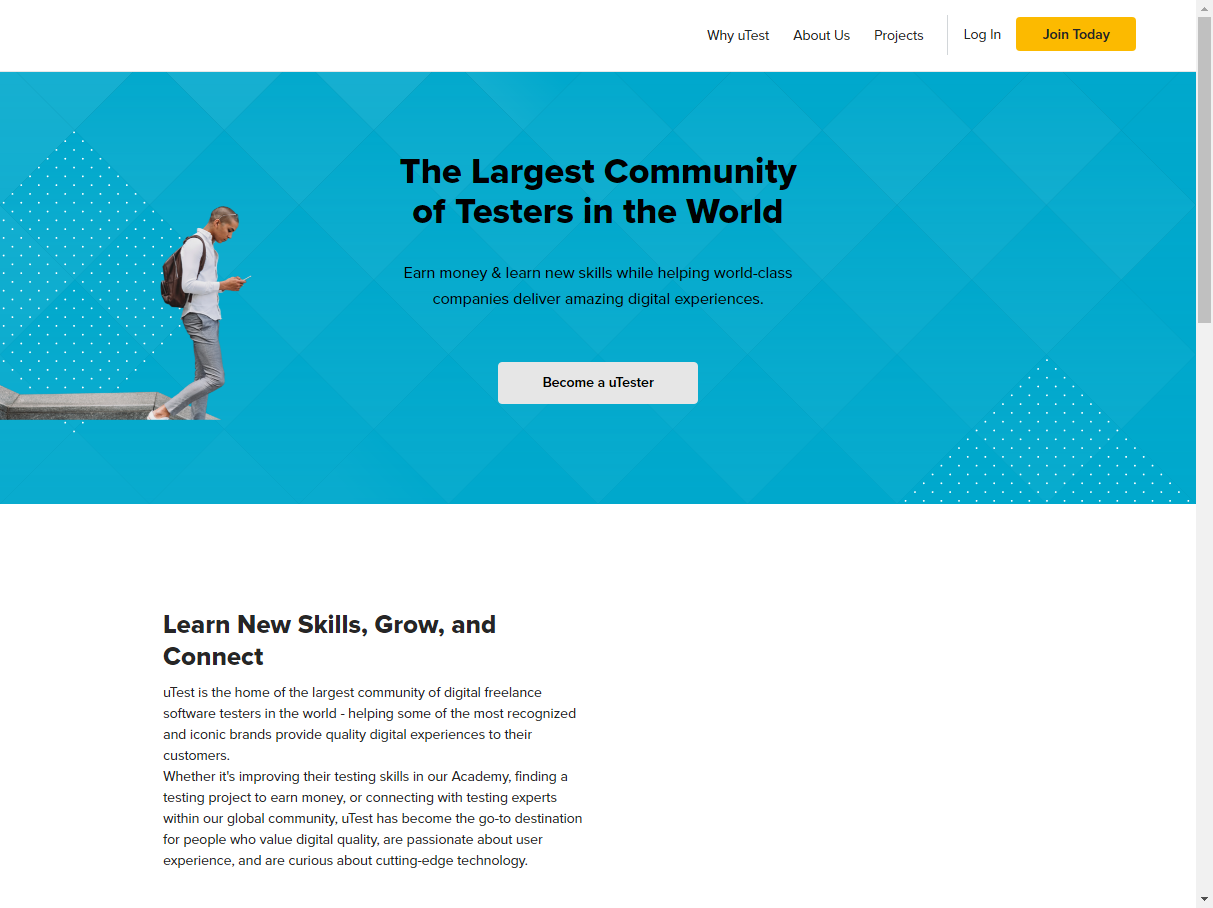 Why uTest About Us Projects Log In Join Today
The Largest Community
of Testers in the World
Earn money & learn new skills while helping world-class
companies deliver amazing digital experiences.
Become a uTester
Learn New Skills, Grow, and
Connect
uTest is the home of the largest community of digital freelance
software testers in the world - helping some of the most recognized
and iconic brands provide quality digital experiences to their
customers.
Whether it's improving their testing skills in our Academy, finding a
testing project to earn money, or connecting with testing experts
within our global community, uTest has become the go-to destination
for people who value digital quality, are passionate about user
experience, and are curious about cutting-edge technology.